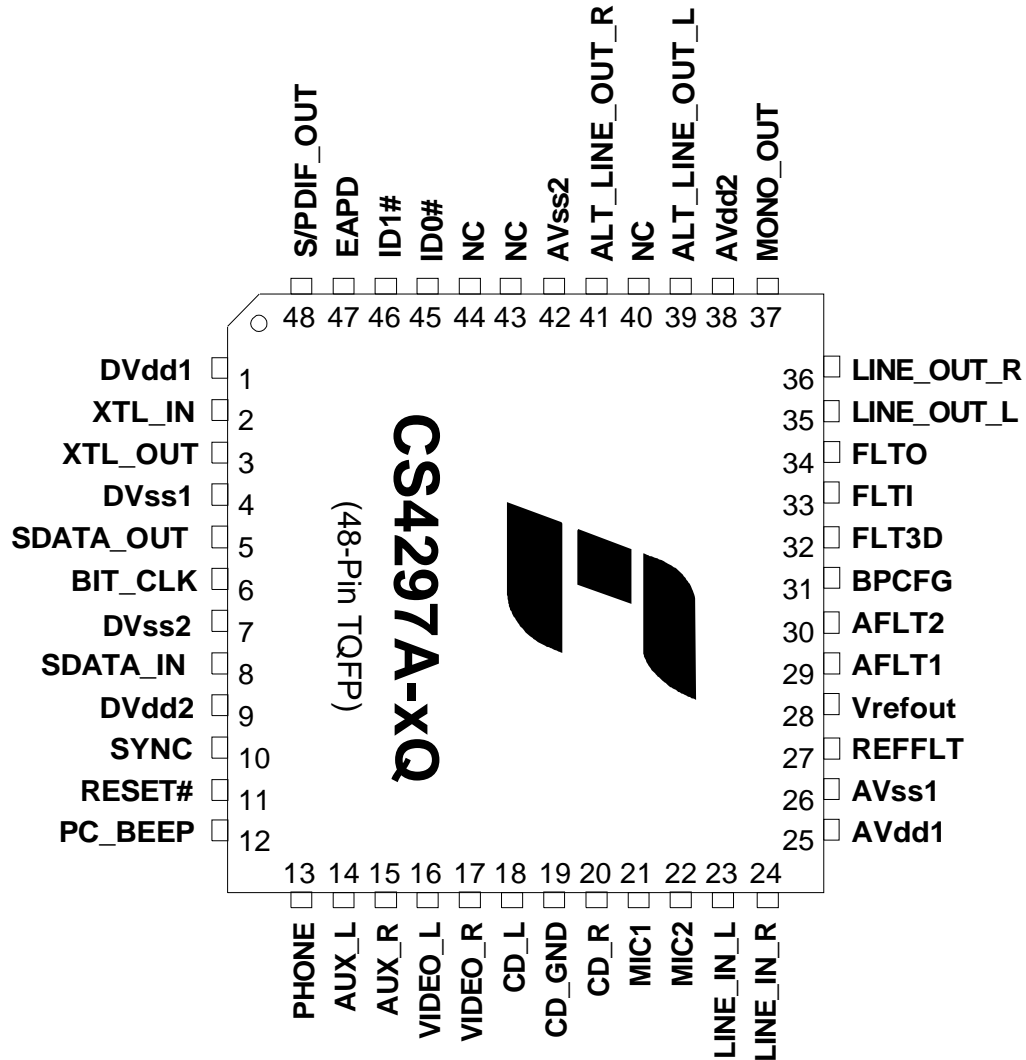 S/PDIF_OUT
EAPD
ID1#
ID0#
NC
NC
AVss2
ALT_LINE_OUT_R
NC
ALT_LINE_OUT_L
AVdd2
MONO_OUT
48 47 46 45 44 43 42 41 40 39 38 37
DVdd1 1
XTL_IN 2
XTL_OUT 3
DVss1 4
SDATA_OUT 5
BIT_CLK 6
DVss2 7
SDATA_IN 8
DVdd2 9
SYNC 10
RESET# 11
PC_BEEP 12
CS4297A-xQ
(48-Pin TQFP)
36 LINE_OUT_R
35 LINE_OUT_L
34 FLTO
33 FLTI
32 FLT3D
31 BPCFG
30 AFLT2
29 AFLT1
28 Vrefout
27 REFFLT
26 AVss1
25 AVdd1
13 14 15 16 17 18 19 20 21 22 23 24
PHONE
AUX_L
AUX_R
VIDEO_L
VIDEO_R
CD_L
CD_GND
CD_R
MIC1
MIC2
LINE_IN_L
LINE_IN_R